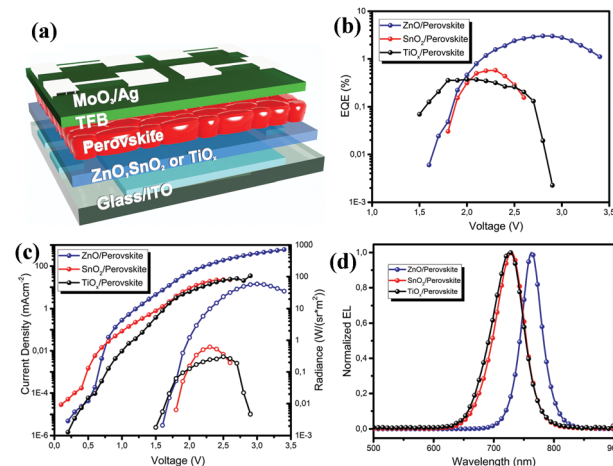 (a)
MoO₃/Ag
TFB
Perovskife
ZnO,SnO₂ or TiOₓ
Glass/ITO
(b)
ZnO/Perovskite
SnO₂/Perovskite
TiOₓ/Perovskite
EQE (%)
10
1
0,1
0,01
1E-3
1,0 1,5 2,0 2,5 3,0 3,5
Voltage (V)
(c)
ZnO/Perovskite
SnO₂/Perovskite
TiO₂/Perovskite
Current Density (mAcm⁻²)
100
1
0,01
1E-4
1E-6
Radiance (W/(sr*m²)
1000
100
10
1
0,1
0,01
1E-3
0,0 0,5 1,0 1,5 2,0 2,5 3,0 3,5
Voltage (V)
(d)
ZnO/Perovskite
SnO₂/Perovskite
TiO₂/Perovskite
Normalized EL
1,0
0,8
0,6
0,4
0,2
0,0
500 600 700 800 900
Wavelength (nm)